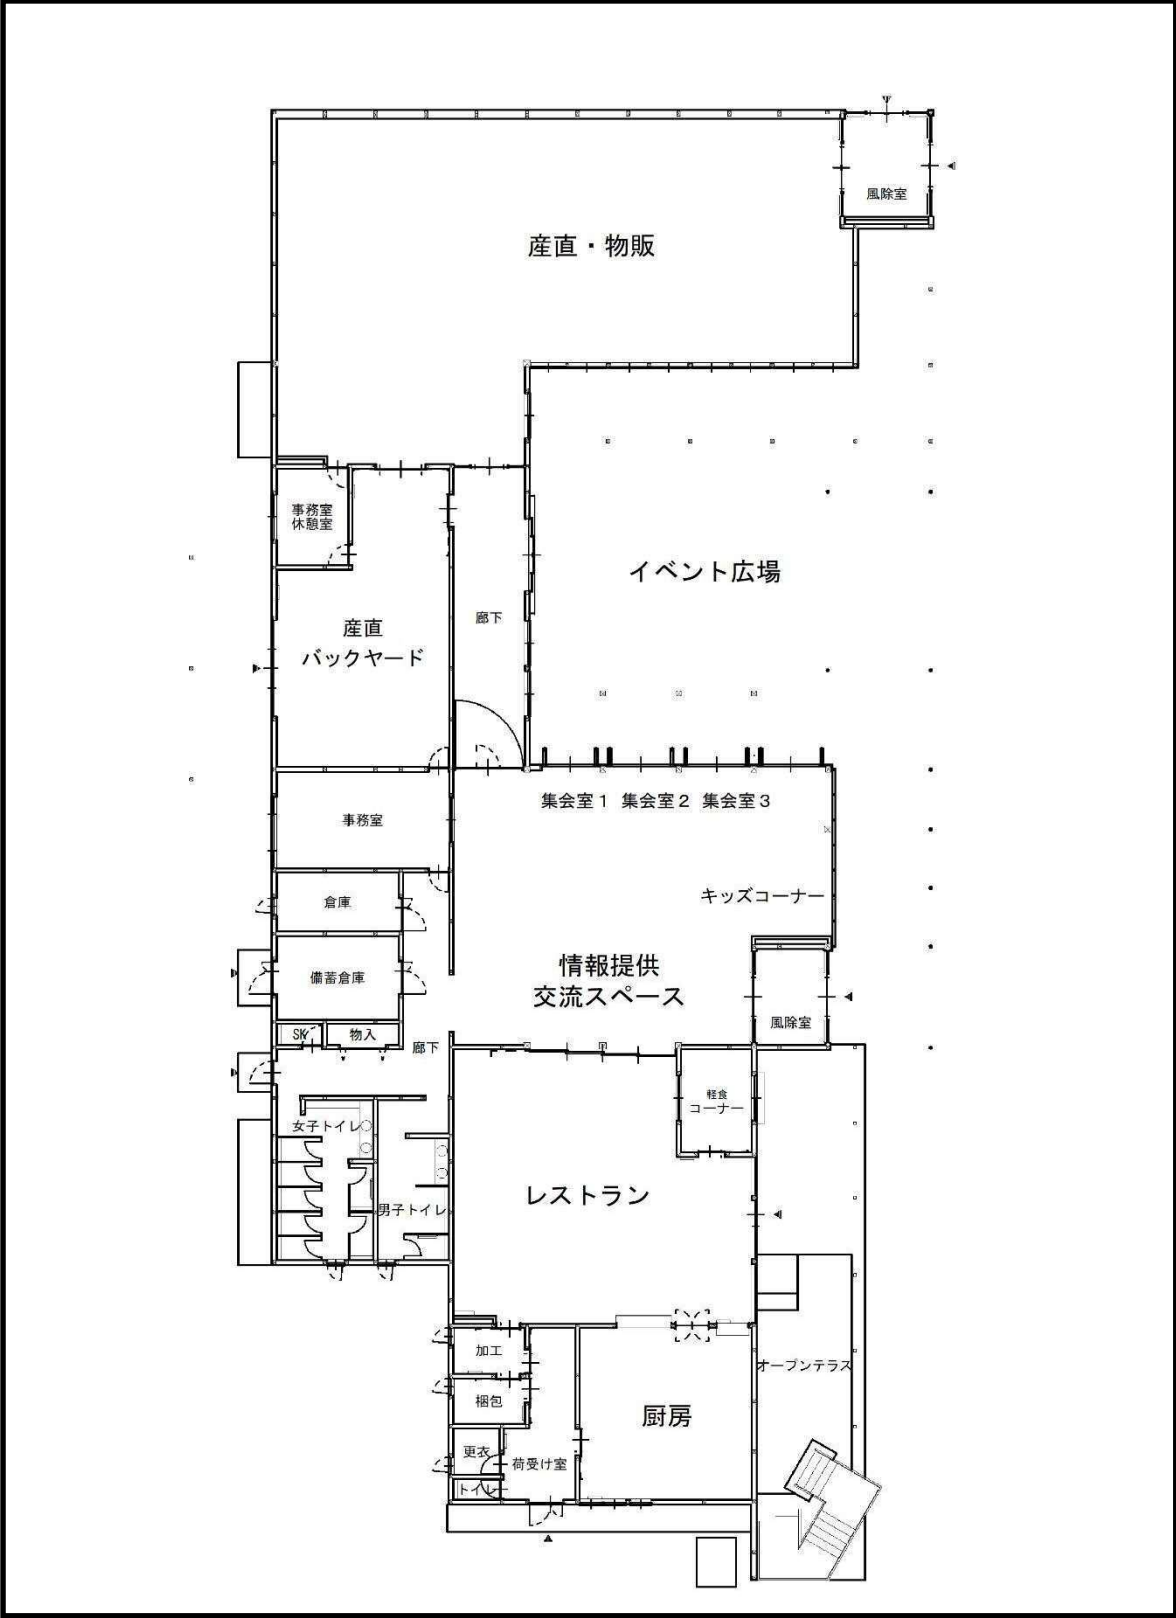 風除室
産直・物販
事務室
休憩室
イベント広場
廊下
産直
バックヤード
集会室１ 集会室２ 集会室３
事務室
キッズコーナー
倉庫
情報提供
交流スペース
備蓄倉庫
風除室
SK
物入
廊下
軽食
コーナー
女子トイレ
レストラン
男子トイレ
加工
オープンテラス
梱包
厨房
更衣
荷受け室
トイレ